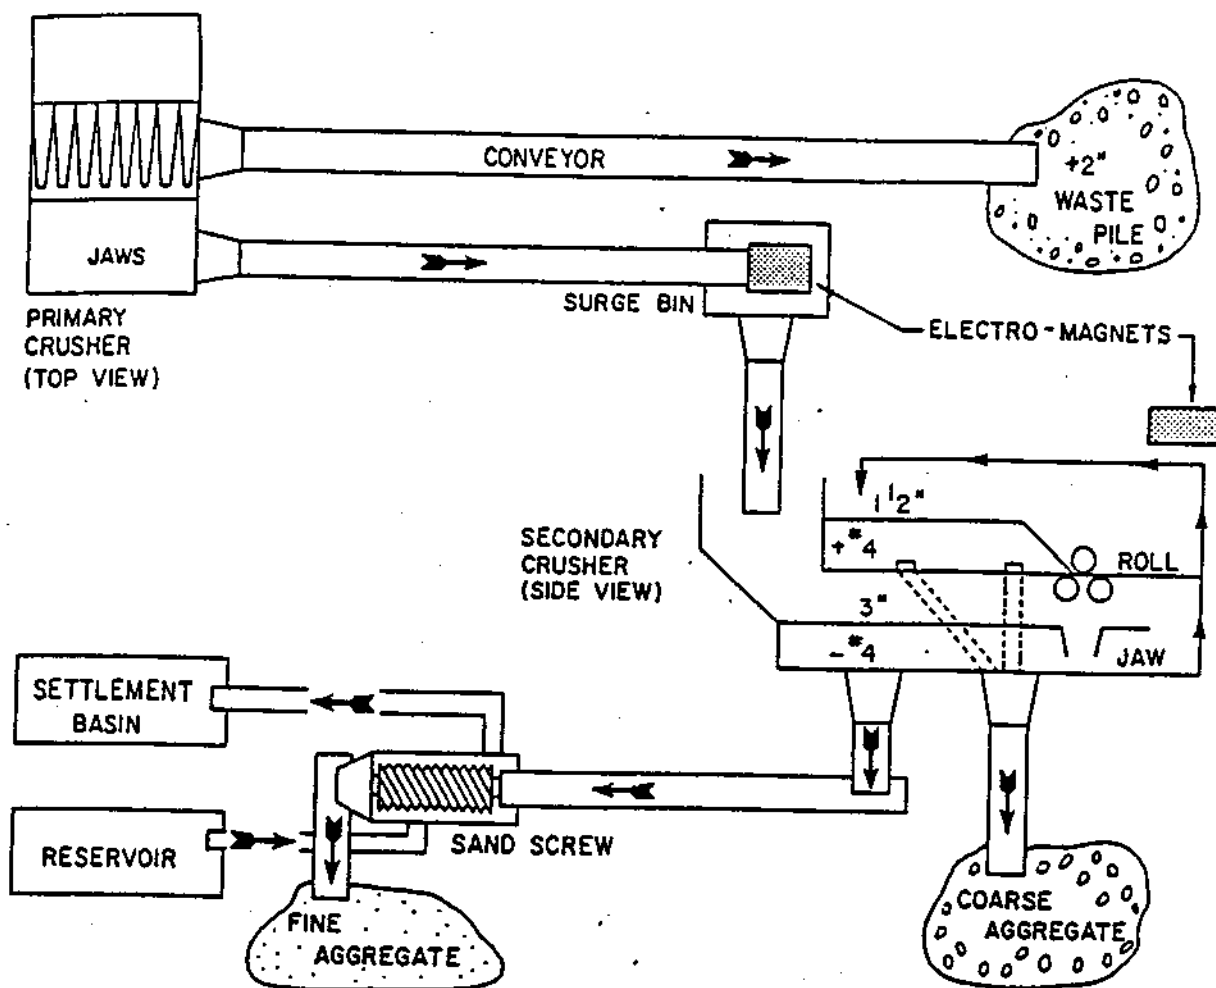 CONVEYOR
+2"
WASTE
PILE
JAWS
PRIMARY
CRUSHER
(TOP VIEW)
SURGE BIN
ELECTRO-MAGNETS
1 1/2"
+#4
ROLL
SECONDARY
CRUSHER
(SIDE VIEW)
3"
-#4
JAW
SETTLEMENT
BASIN
RESERVOIR
SAND SCREW
FINE
AGGREGATE
COARSE
AGGREGATE